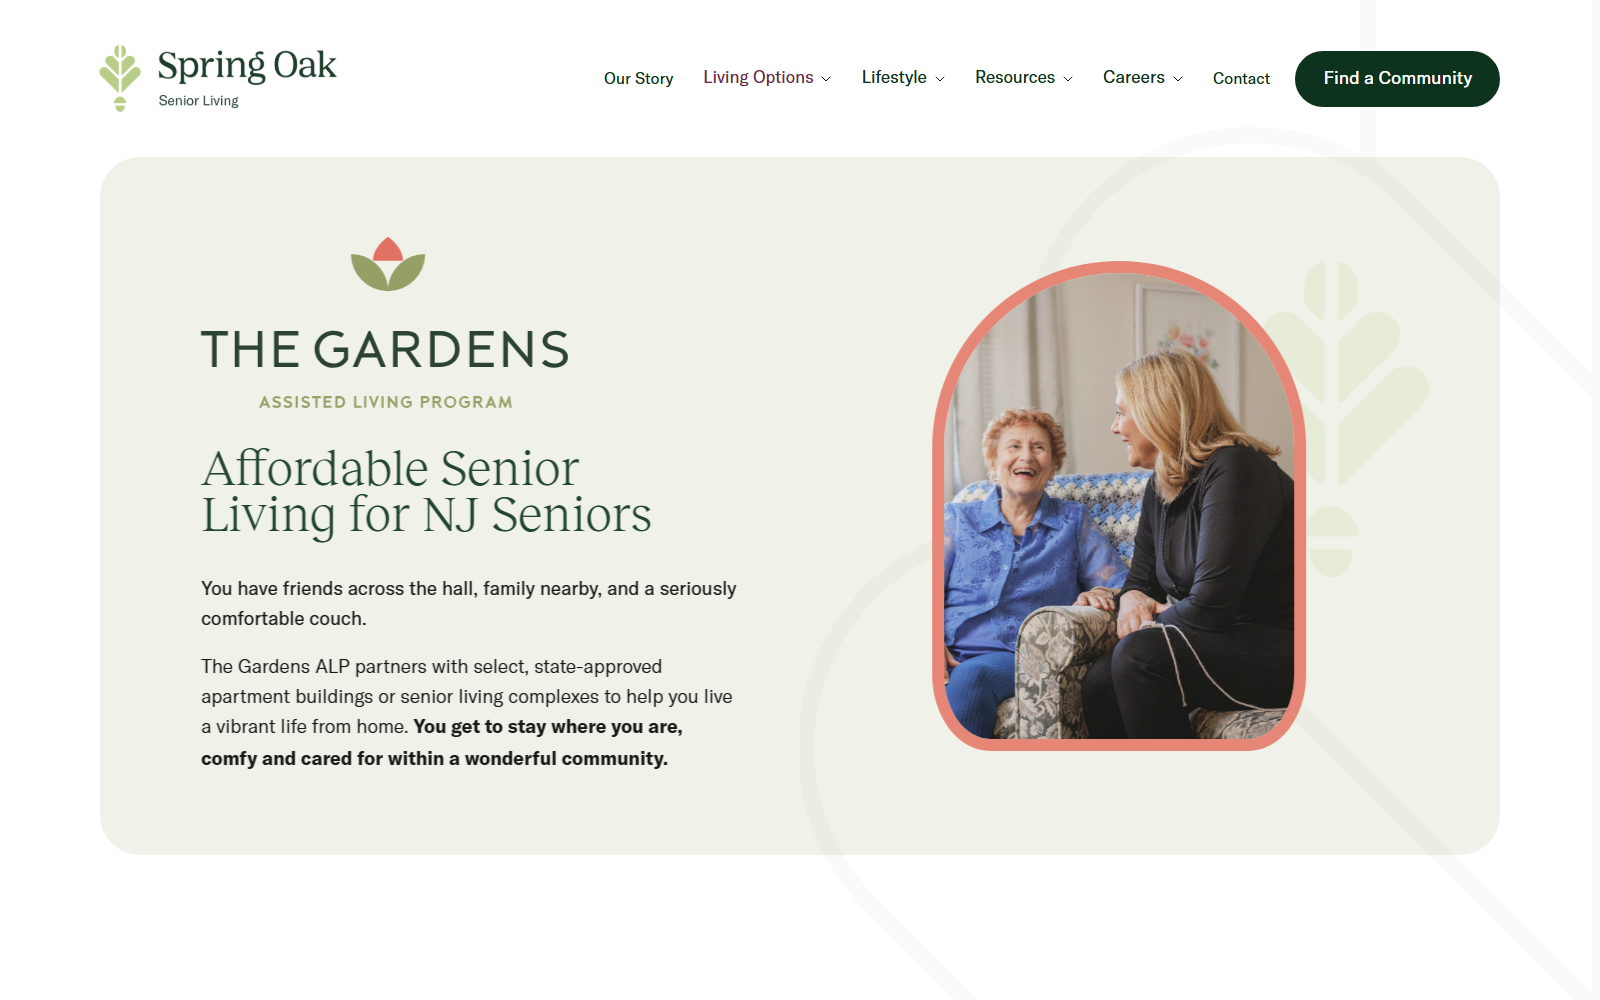 Spring Oak
Senior Living
Our Story
Living Options
Lifestyle
Resources
Careers
Contact
Find a Community
THE GARDENS
ASSISTED LIVING PROGRAM
Affordable Senior
Living for NJ Seniors
You have friends across the hall, family nearby, and a seriously
comfortable couch.
The Gardens ALP partners with select, state-approved
apartment buildings or senior living complexes to help you live
a vibrant life from home. You get to stay where you are,
comfy and cared for within a wonderful community.